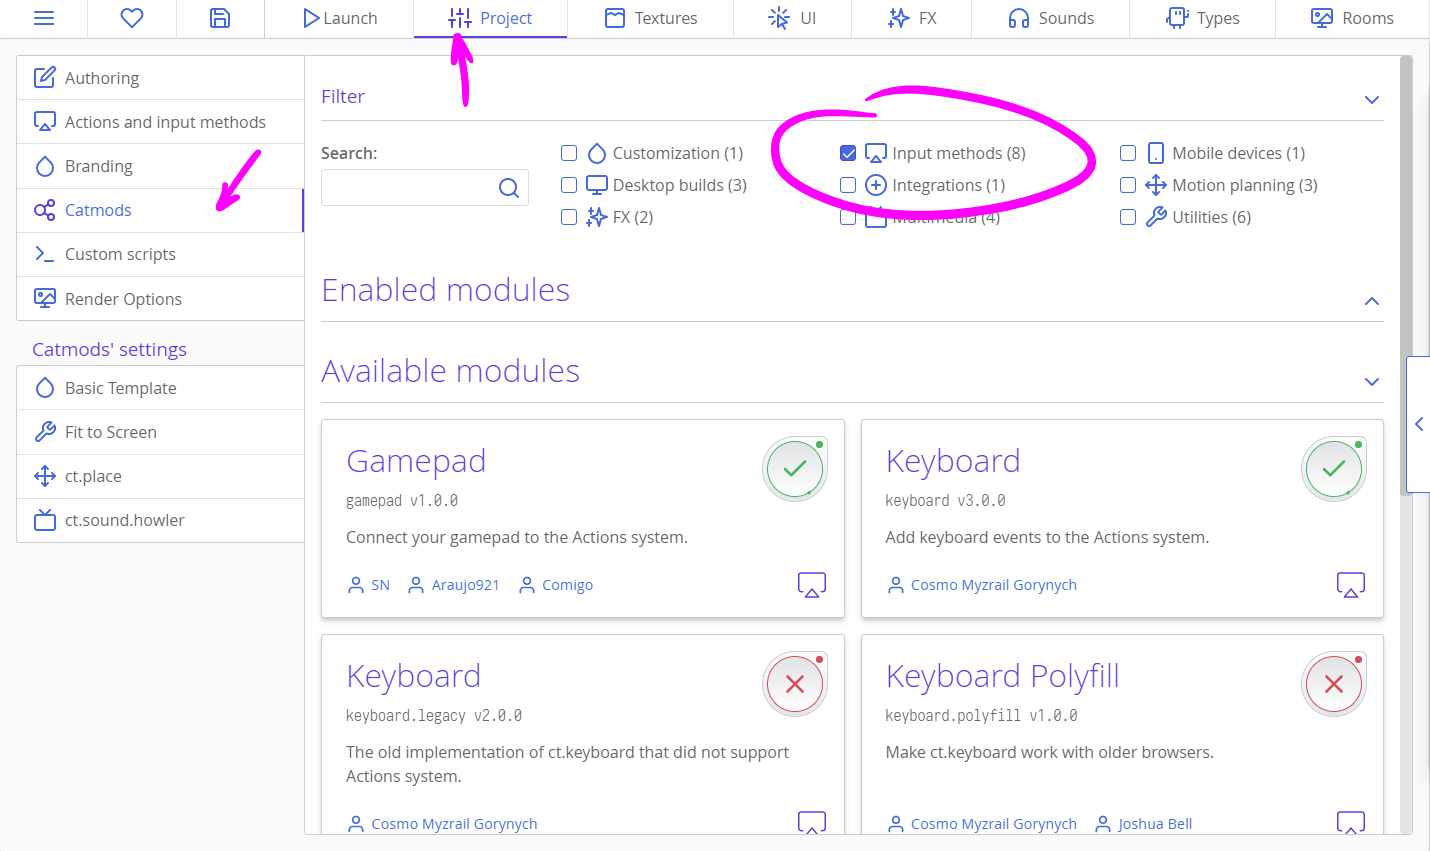 Launch
Project
Textures
UI
FX
Sounds
Types
Rooms
Authoring
Actions and input methods
Branding
Catmods
Custom scripts
Render Options
Catmods' settings
Basic Template
Fit to Screen
ct.place
ct.sound.howler
Filter
Search:
Customization (1)
Desktop builds (3)
FX (2)
Input methods (8)
Integrations (1)
Multimedia (4)
Mobile devices (1)
Motion planning (3)
Utilities (6)
Enabled modules
Available modules
Gamepad
gamepad v1.0.0
Connect your gamepad to the Actions system.
SN Araujo921 Comigo
Keyboard
keyboard v3.0.0
Add keyboard events to the Actions system.
Cosmo Myzrail Gorynych
Keyboard
keyboard.legacy v2.0.0
The old implementation of ct.keyboard that did not support
Actions system.
Cosmo Myzrail Gorynych
Keyboard Polyfill
keyboard.polyfill v1.0.0
Make ct.keyboard work with older browsers.
Cosmo Myzrail Gorynych Joshua Bell